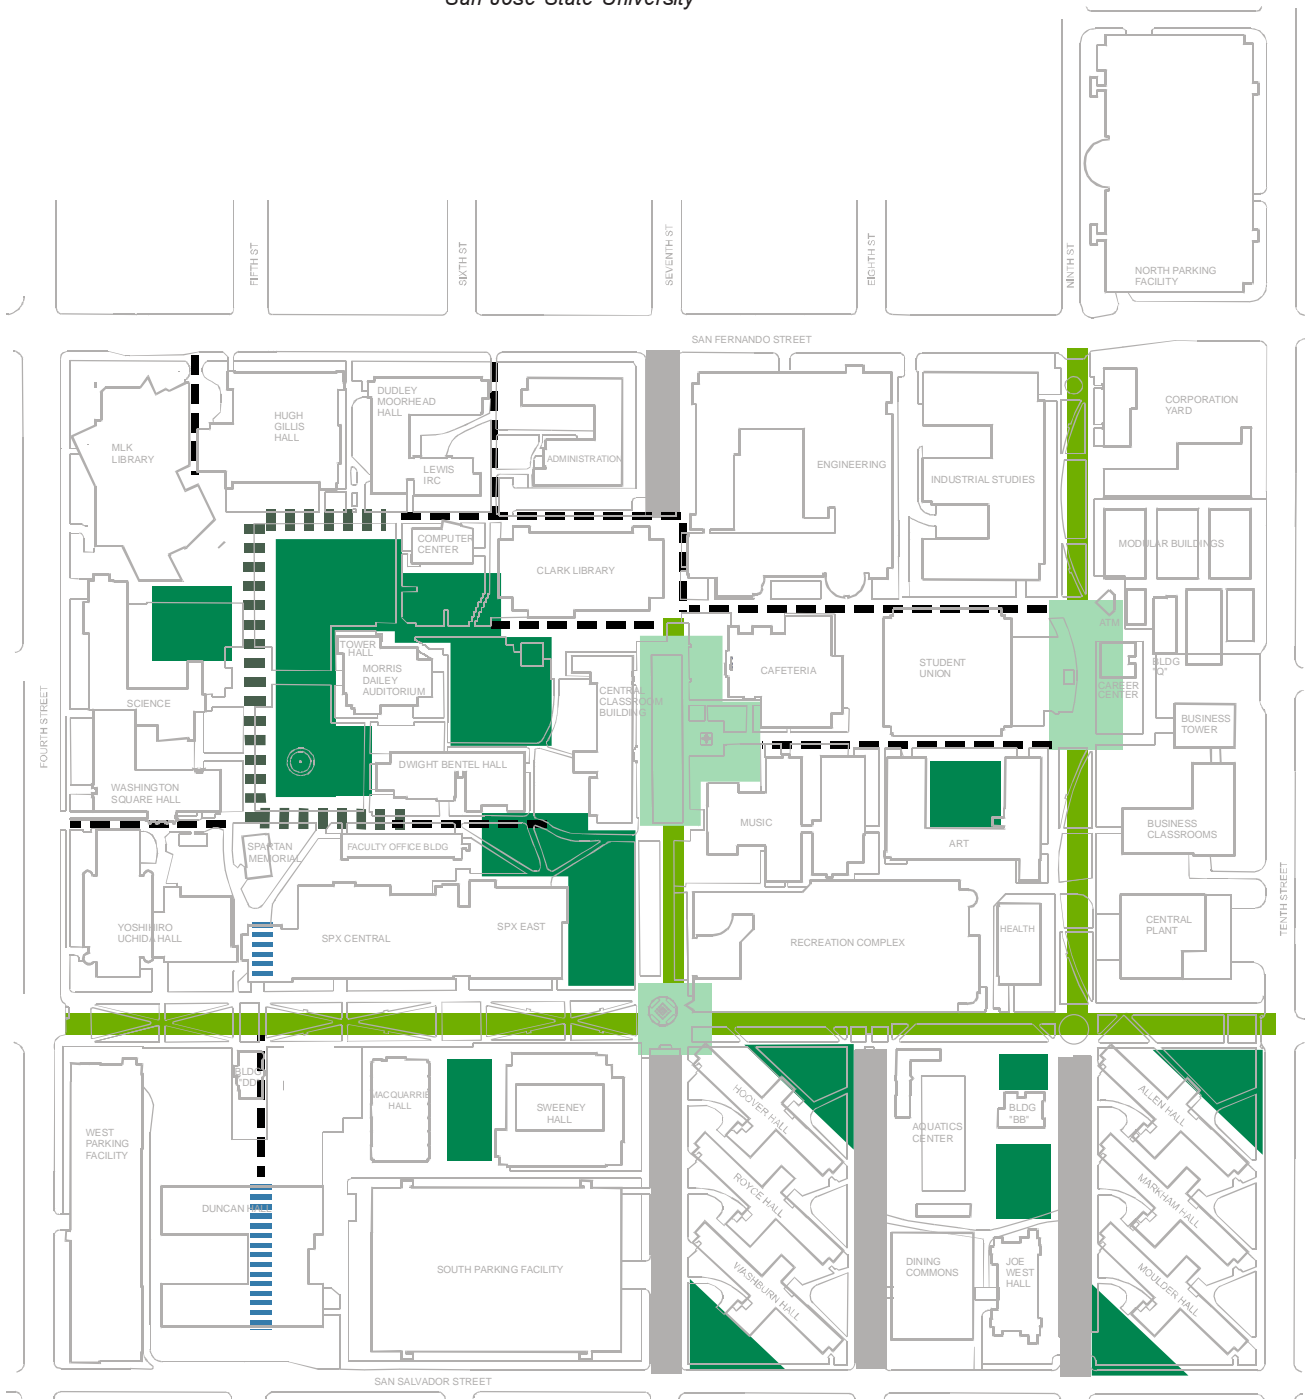 San José State University
FIFTH ST
SIXTH ST
SEVENTH ST
EIGHTH ST
NINTH ST
NORTH PARKING
FACILITY
SAN FERNANDO STREET
MLK
LIBRARY
HUGH
GILLIS
HALL
DUDLEY
MOORHEAD
HALL
LEWIS
IRC
ADMINISTRATION
ENGINEERING
INDUSTRIAL STUDIES
CORPORATION
YARD
COMPUTER
CENTER
CLARK LIBRARY
MODULAR BUILDINGS
ATM
TOWER
HALL
MORRIS
DAILEY
AUDITORIUM
CAFETERIA
STUDENT
UNION
BLDG
"Q"
CAREER
CENTER
CENTRAL
CLASSROOM
BUILDING
SCIENCE
FOURTH STREET
BUSINESS
TOWER
DWIGHT BENTEL HALL
WASHINGTON
SQUARE HALL
MUSIC
ART
BUSINESS
CLASSROOMS
SPARTAN
MEMORIAL
FACULTY OFFICE BLDG
TENTH STREET
YOSHIHIRO
UCHIDA HALL
SPX CENTRAL
SPX EAST
RECREATION COMPLEX
HEALTH
CENTRAL
PLANT
BLDG
"DD"
MACQUARRIE
HALL
SWEENEY
HALL
HOOVER HALL
AQUATICS
CENTER
BLDG
"BB"
ALLEN HALL
WEST
PARKING
FACILITY
ROYCE HALL
MARKHAM HALL
DUNCAN HALL
SOUTH PARKING FACILITY
WASHBURN HALL
DINING
COMMONS
JOE
WEST
HALL
MOULDER HALL
SAN SALVADOR STREET